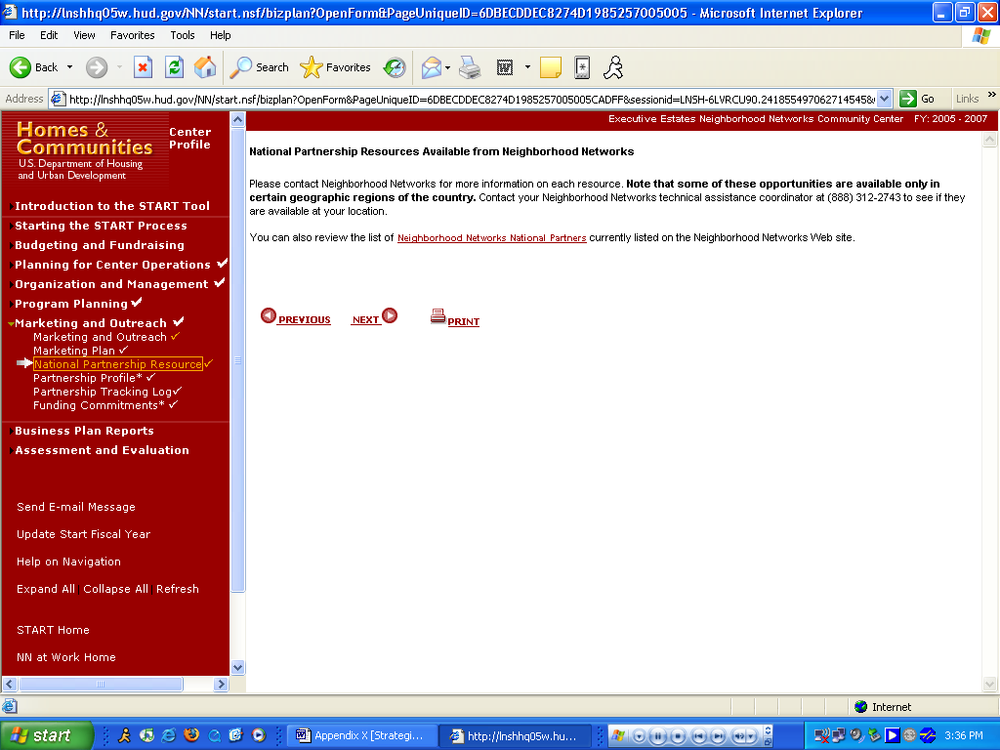 http://lnshhq05w.hud.gov/NN/start.nsf/bizplan?OpenForm&PageUniqueID=6DBECDDEC8274D1985257005005 - Microsoft Internet Explorer
File Edit View Favorites Tools Help
Back Search Favorites
Address http://lnshhq05w.hud.gov/NN/start.nsf/bizplan?OpenForm&PageUniqueID=6DBECDDEC8274D1985257005005CADFF&sessionid=LNSH-6LVRCU90.241855497062714545& Go Links »
Executive Estates Neighborhood Networks Community Center FY: 2005 - 2007
Homes &
Communities
U.S. Department of Housing
and Urban Development
Center
Profile
Introduction to the START Tool
Starting the START Process
Budgeting and Fundraising
Planning for Center Operations
Organization and Management
Program Planning
Marketing and Outreach
Marketing and Outreach
Marketing Plan
National Partnership Resource
Partnership Profile*
Partnership Tracking Log
Funding Commitments*
Business Plan Reports
Assessment and Evaluation
Send E-mail Message
Update Start Fiscal Year
Help on Navigation
Expand All | Collapse All | Refresh
START Home
NN at Work Home
National Partnership Resources Available from Neighborhood Networks
Please contact Neighborhood Networks for more information on each resource. Note that some of these opportunities are available only in
certain geographic regions of the country. Contact your Neighborhood Networks technical assistance coordinator at (888) 312-2743 to see if they
are available at your location.
You can also review the list of Neighborhood Networks National Partners currently listed on the Neighborhood Networks Web site.
PREVIOUS NEXT PRINT
Internet
start Appendix X [Strategi... http://lnshhq05w.hu... 3:36 PM